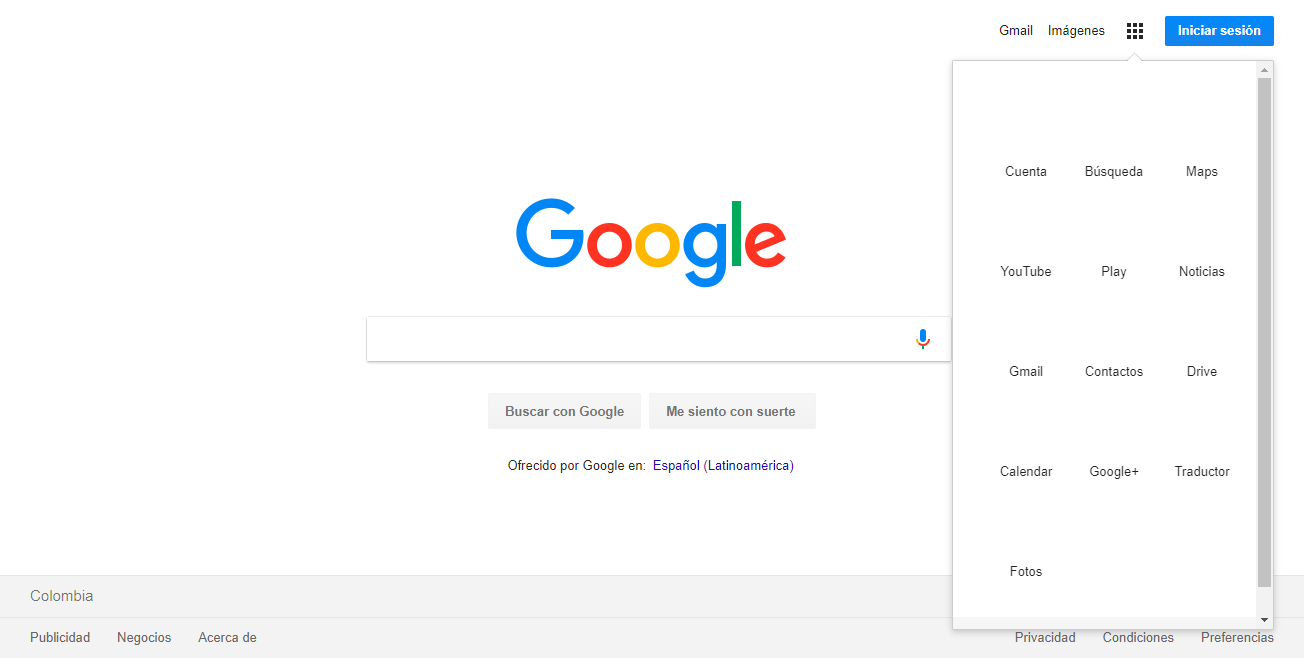 Gmail Imágenes Iniciar sesión
Cuenta Búsqueda Maps
YouTube Play Noticias
Gmail Contactos Drive
Calendar Google+ Traductor
Fotos
Google
Buscar con Google Me siento con suerte
Ofrecido por Google en: Español (Latinoamérica)
Colombia
Publicidad Negocios Acerca de Privacidad Condiciones Preferencias